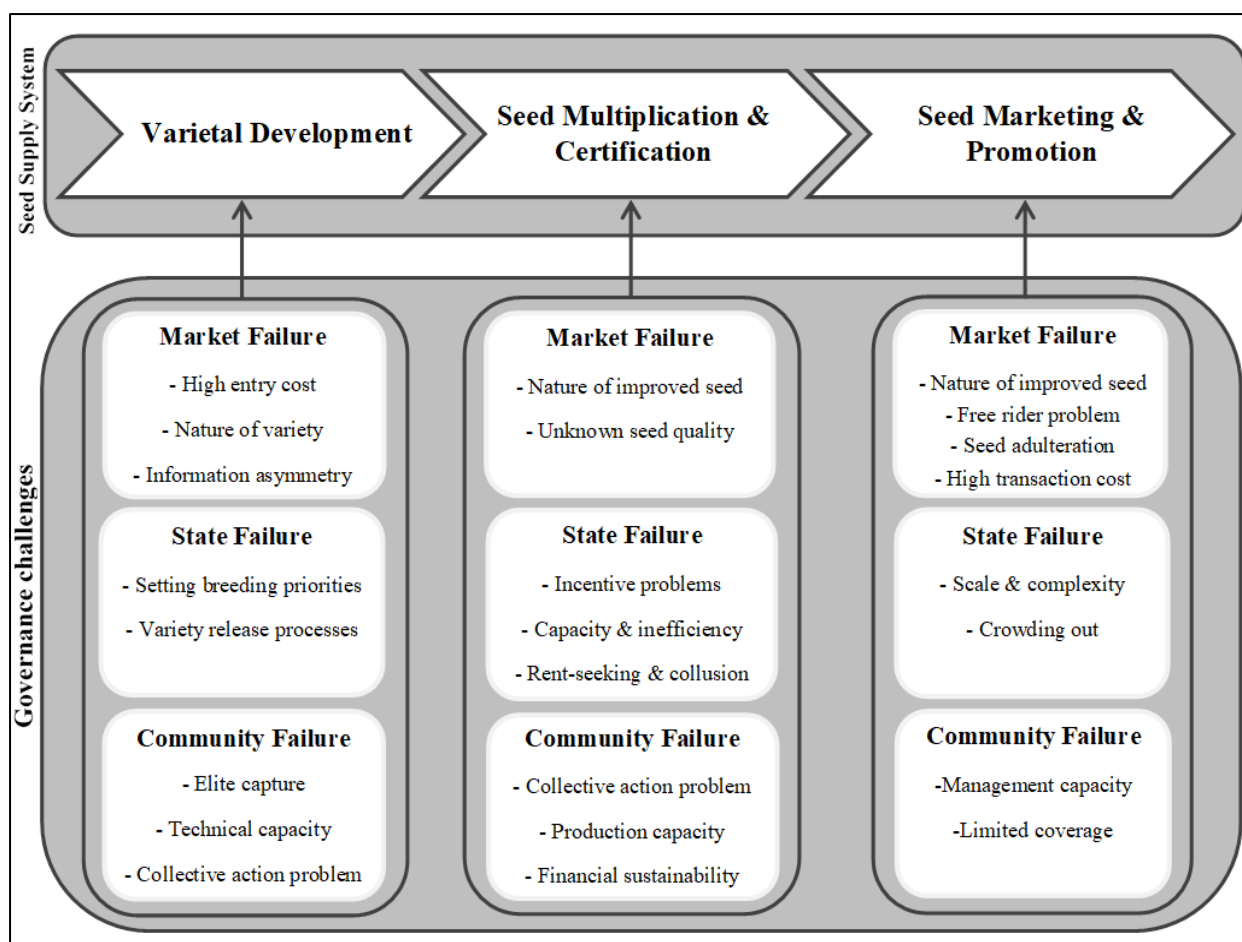 Seed Supply System
Varietal Development
Seed Multiplication &
Certification
Seed Marketing &
Promotion
Governance challenges
Market Failure
- High entry cost
- Nature of variety
- Information asymmetry
State Failure
- Setting breeding priorities
- Variety release processes
Community Failure
- Elite capture
- Technical capacity
- Collective action problem
Market Failure
- Nature of improved seed
- Unknown seed quality
State Failure
- Incentive problems
- Capacity & inefficiency
- Rent-seeking & collusion
Community Failure
- Collective action problem
- Production capacity
- Financial sustainability
Market Failure
- Nature of improved seed
- Free rider problem
- Seed adulteration
- High transaction cost
State Failure
- Scale & complexity
- Crowding out
Community Failure
-Management capacity
-Limited coverage